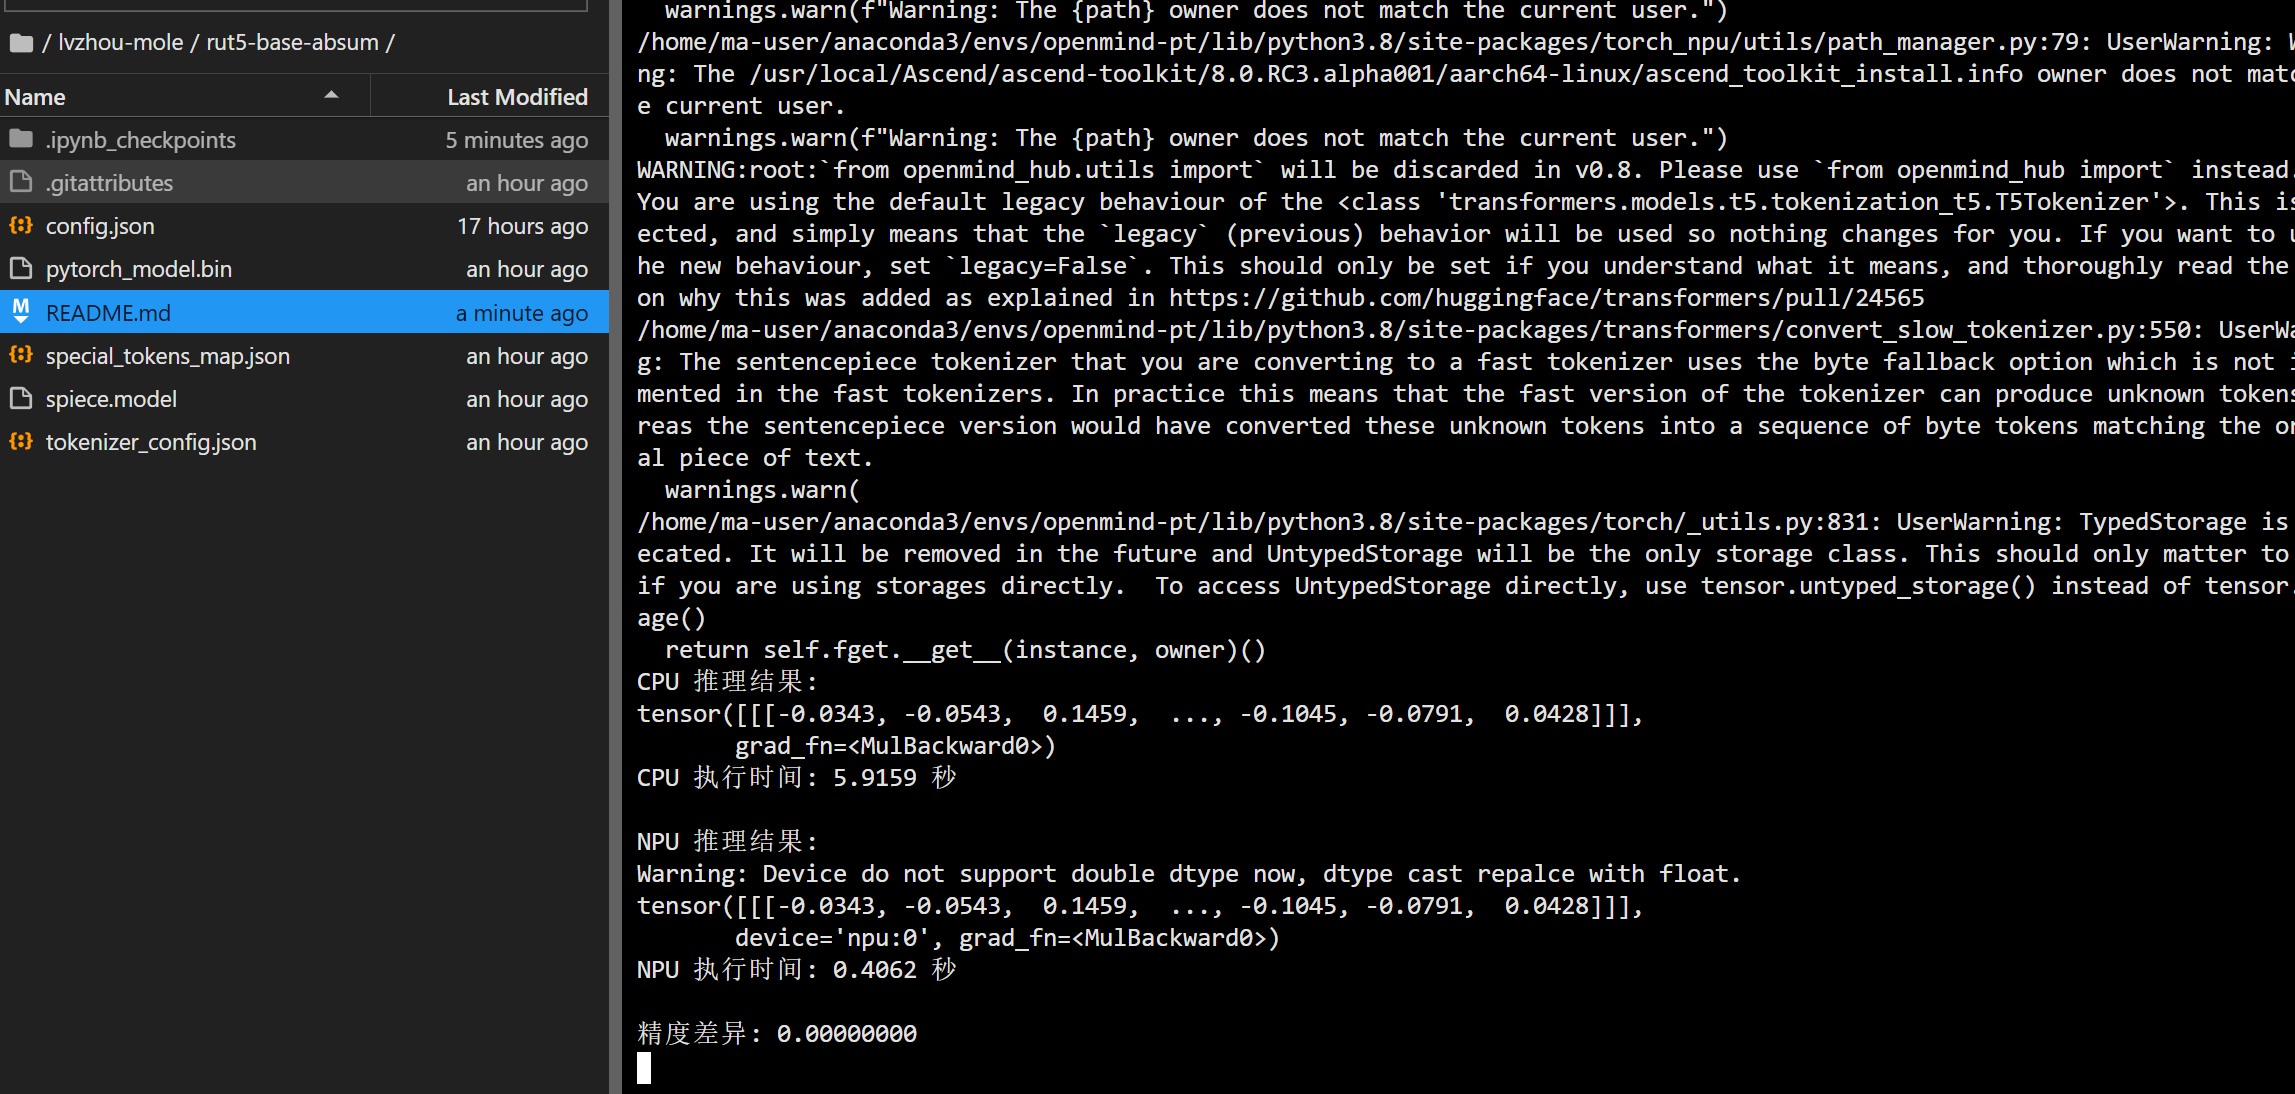 / lvzhou-mole / rut5-base-absum /
Name Last Modified
.ipynb_checkpoints 5 minutes ago
.gitattributes an hour ago
config.json 17 hours ago
pytorch_model.bin an hour ago
README.md a minute ago
special_tokens_map.json an hour ago
spiece.model an hour ago
tokenizer_config.json an hour ago
warnings.warn(f"Warning: The {path} owner does not match the current user.")
/home/ma-user/anaconda3/envs/openmind-pt/lib/python3.8/site-packages/torch_npu/utils/path_manager.py:79: UserWarning: W
ng: The /usr/local/Ascend/ascend-toolkit/8.0.RC3.alpha001/aarch64-linux/ascend_toolkit_install.info owner does not matc
e current user.
warnings.warn(f"Warning: The {path} owner does not match the current user.")
WARNING:root:`from openmind_hub.utils import` will be discarded in v0.8. Please use `from openmind_hub import` instead.
You are using the default legacy behaviour of the <class 'transformers.models.t5.tokenization_t5.T5Tokenizer'>. This is
ected, and simply means that the `legacy` (previous) behavior will be used so nothing changes for you. If you want to u
he new behaviour, set `legacy=False`. This should only be set if you understand what it means, and thoroughly read the
on why this was added as explained in https://github.com/huggingface/transformers/pull/24565
/home/ma-user/anaconda3/envs/openmind-pt/lib/python3.8/site-packages/transformers/convert_slow_tokenizer.py:550: UserWa
g: The sentencepiece tokenizer that you are converting to a fast tokenizer uses the byte fallback option which is not i
mented in the fast tokenizers. In practice this means that the fast version of the tokenizer can produce unknown tokens
reas the sentencepiece version would have converted these unknown tokens into a sequence of byte tokens matching the or
al piece of text.
warnings.warn(
/home/ma-user/anaconda3/envs/openmind-pt/lib/python3.8/site-packages/torch/_utils.py:831: UserWarning: TypedStorage is
ecated. It will be removed in the future and UntypedStorage will be the only storage class. This should only matter to
if you are using storages directly.  To access UntypedStorage directly, use tensor.untyped_storage() instead of tensor.
age()
return self.fget.__get__(instance, owner)()
CPU 推理结果:
tensor([[[-0.0343, -0.0543,  0.1459,  ..., -0.1045, -0.0791,  0.0428]]],
grad_fn=<MulBackward0>)
CPU 执行时间: 5.9159 秒
NPU 推理结果:
Warning: Device do not support double dtype now, dtype cast repalce with float.
tensor([[[-0.0343, -0.0543,  0.1459,  ..., -0.1045, -0.0791,  0.0428]]],
device='npu:0', grad_fn=<MulBackward0>)
NPU 执行时间: 0.4062 秒
精度差异: 0.00000000